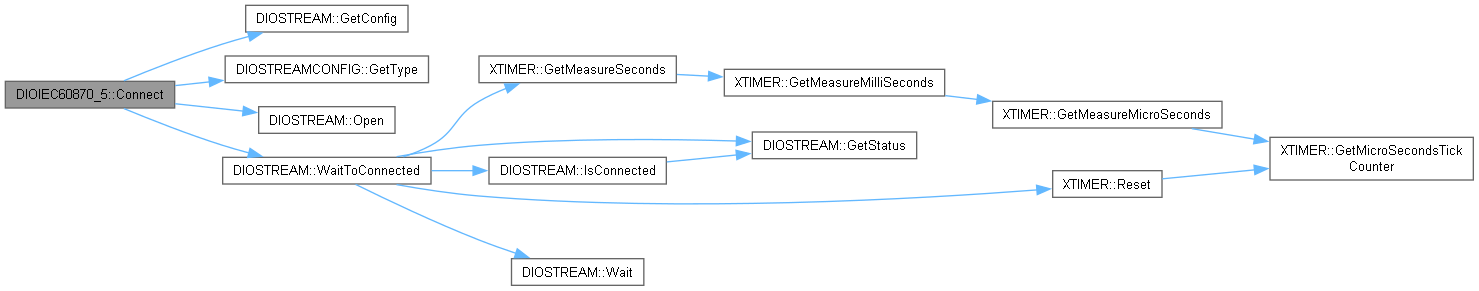 DIOSTREAM::GetConfig
DIOSTREAMCONFIG::GetType
DIOIEC60870_5::Connect
DIOSTREAM::Open
DIOSTREAM::WaitToConnected
XTIMER::GetMeasureSeconds
XTIMER::GetMeasureMilliSeconds
XTIMER::GetMeasureMicroSeconds
DIOSTREAM::GetStatus
DIOSTREAM::IsConnected
XTIMER::GetMicroSecondsTick
Counter
XTIMER::Reset
DIOSTREAM::Wait